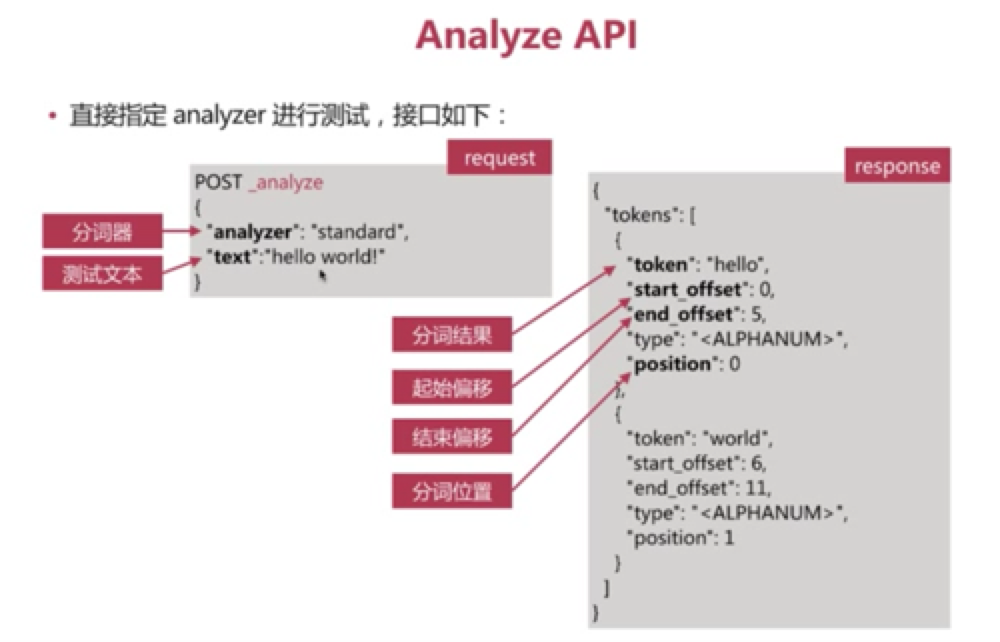 Analyze API
• 直接指定 analyzer 进行测试，接口如下：
request
POST _analyze
{
"analyzer": "standard",
"text":"hello world!"
}
分词器
测试文本
response
{
"tokens": [
{
"token": "hello",
"start_offset": 0,
"end_offset": 5,
"type": "<ALPHANUM>",
"position": 0
},
{
"token": "world",
"start_offset": 6,
"end_offset": 11,
"type": "<ALPHANUM>",
"position": 1
}
]
}
分词结果
起始偏移
结束偏移
分词位置